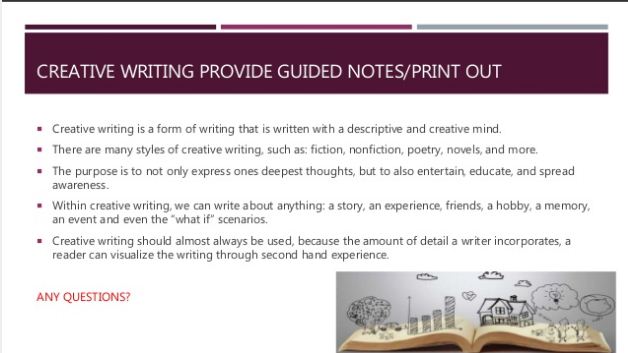 CREATIVE WRITING PROVIDE GUIDED NOTES/PRINT OUT
Creative writing is a form of writing that is written with a descriptive and creative mind.
There are many styles of creative writing, such as: fiction, nonfiction, poetry, novels, and more.
The purpose is to not only express ones deepest thoughts, but to also entertain, educate, and spread
awareness.
Within creative writing, we can write about anything: a story, an experience, friends, a hobby, a memory,
an event and even the "what if" scenarios.
Creative writing should almost always be used, because the amount of detail a writer incorporates, a
reader can visualize the writing through second hand experience.
ANY QUESTIONS?